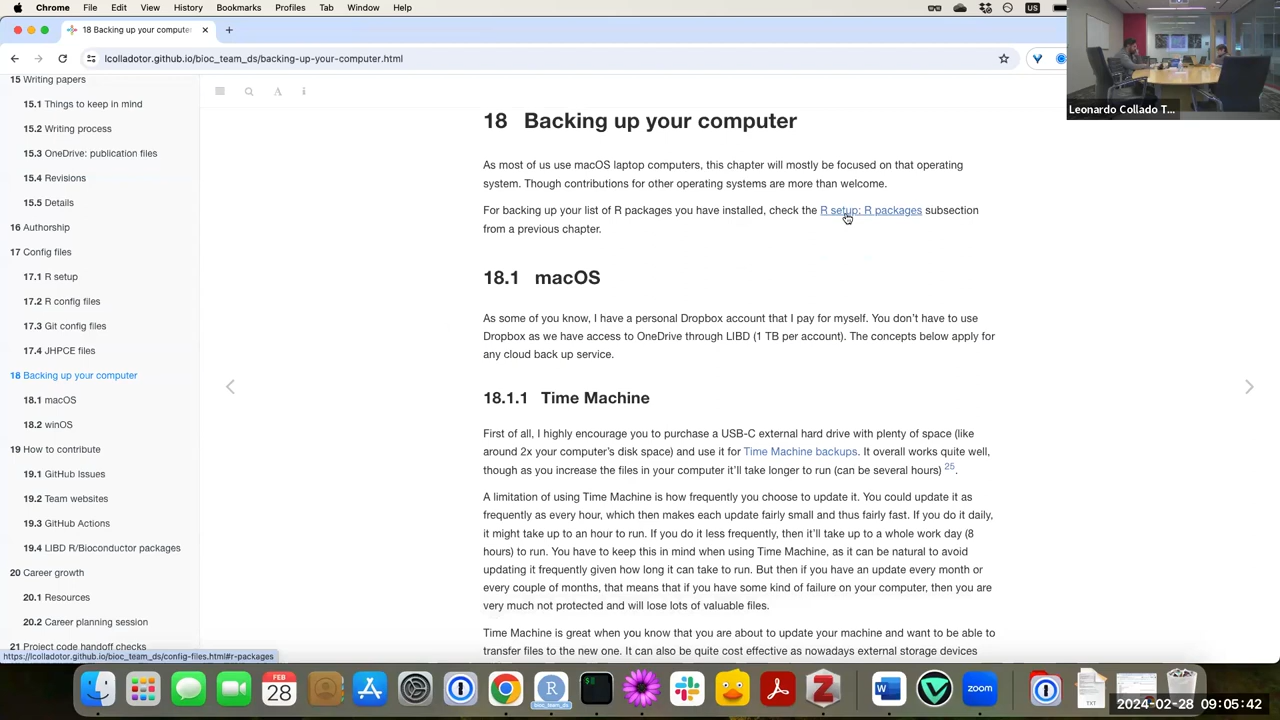 Chrome File Edit View History Bookmarks Profiles Tab Window Help
US
18 Backing up your compute
lcolladotor.github.io/bioc_team_ds/backing-up-your-computer.html
Leonardo Collado T...
15 Writing papers
15.1 Things to keep in mind
15.2 Writing process
15.3 OneDrive: publication files
15.4 Revisions
15.5 Details
16 Authorship
17 Config files
17.1 R setup
17.2 R config files
17.3 Git config files
17.4 JHPCE files
18 Backing up your computer
18.1 macOS
18.2 winOS
19 How to contribute
19.1 GitHub Issues
19.2 Team websites
19.3 GitHub Actions
19.4 LIBD R/Bioconductor packages
20 Career growth
20.1 Resources
20.2 Career planning session
21 Project code handoff checks
https://lcolladotor.github.io/bioc_team_ds/config-files.html#r-packages
18 Backing up your computer
As most of us use macOS laptop computers, this chapter will mostly be focused on that operating
system. Though contributions for other operating systems are more than welcome.
For backing up your list of R packages you have installed, check the R setup: R packages subsection
from a previous chapter.
18.1 macOS
As some of you know, I have a personal Dropbox account that I pay for myself. You don't have to use
Dropbox as we have access to OneDrive through LIBD (1 TB per account). The concepts below apply for
any cloud back up service.
18.1.1 Time Machine
First of all, I highly encourage you to purchase a USB-C external hard drive with plenty of space (like
around 2x your computer's disk space) and use it for Time Machine backups. It overall works quite well,
though as you increase the files in your computer it'll take longer to run (can be several hours) 25.
A limitation of using Time Machine is how frequently you choose to update it. You could update it as
frequently as every hour, which then makes each update fairly small and thus fairly fast. If you do it daily,
it might take up to an hour to run. If you do it less frequently, then it'll take up to a whole work day (8
hours) to run. You have to keep this in mind when using Time Machine, as it can be natural to avoid
updating it frequently given how long it can take to run. But then if you have an update every month or
every couple of months, that means that if you have some kind of failure on your computer, then you are
very much not protected and will lose lots of valuable files.
Time Machine is great when you know that you are about to update your machine and want to be able to
transfer files to the new one. It can also be quite cost effective as nowadays external storage devices
FEB
28
R
bioc_team_ds
W
zoom
TXT
2024-02-28 09:05:42